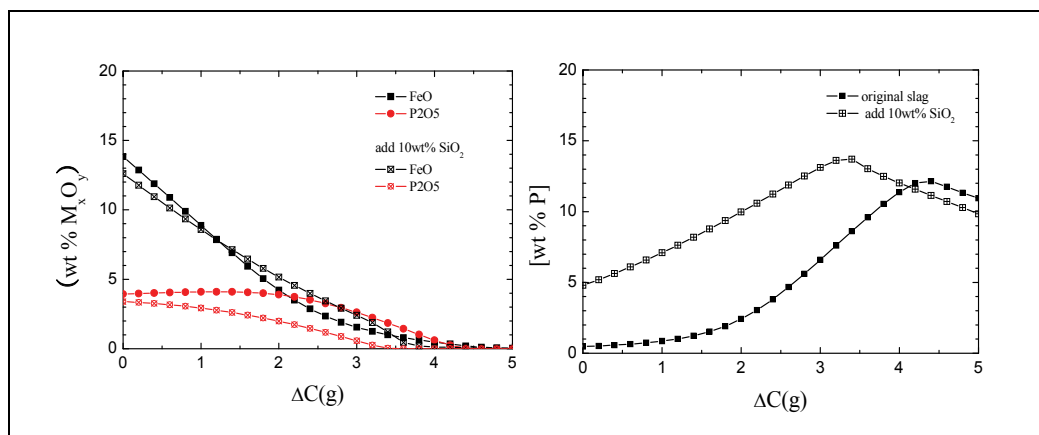 20
15
10
5
0
0 1 2 3 4 5
(wt % MxOy)
ΔC(g)
FeO
P2O5
add 10wt% SiO₂
FeO
P2O5
20
15
10
5
0
0 1 2 3 4 5
[wt % P]
ΔC(g)
original slag
add 10wt% SiO₂